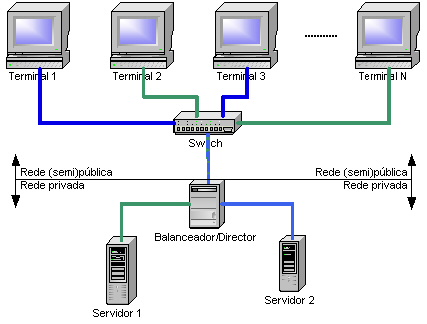 Terminal 1
Terminal 2
Terminal 3
Terminal N
Switch
Rede (semi)pública
Rede (semi)pública
Rede privada
Rede privada
Balanceador/Director
Servidor 1
Servidor 2